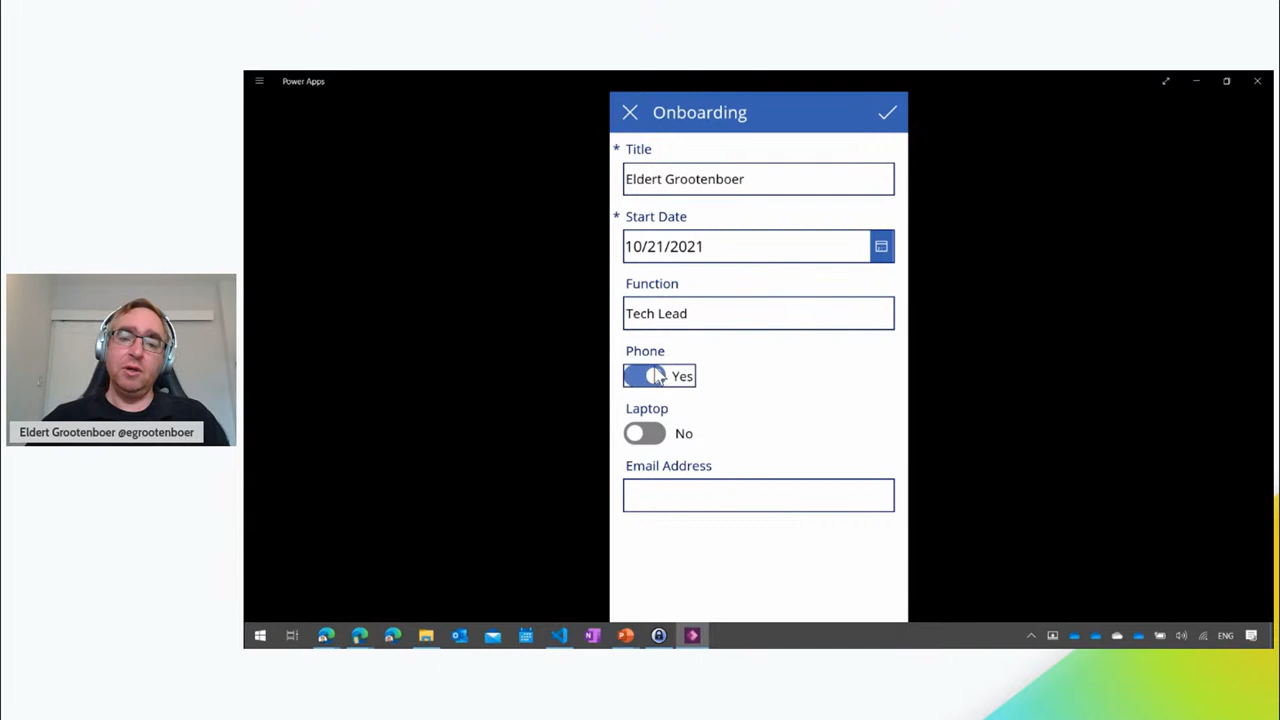 Power Apps
Onboarding
* Title
Eldert Grootenboer
* Start Date
10/21/2021
Function
Tech Lead
Phone
Yes
Laptop
No
Email Address
Eldert Grootenboer @egrootenboer
ENG